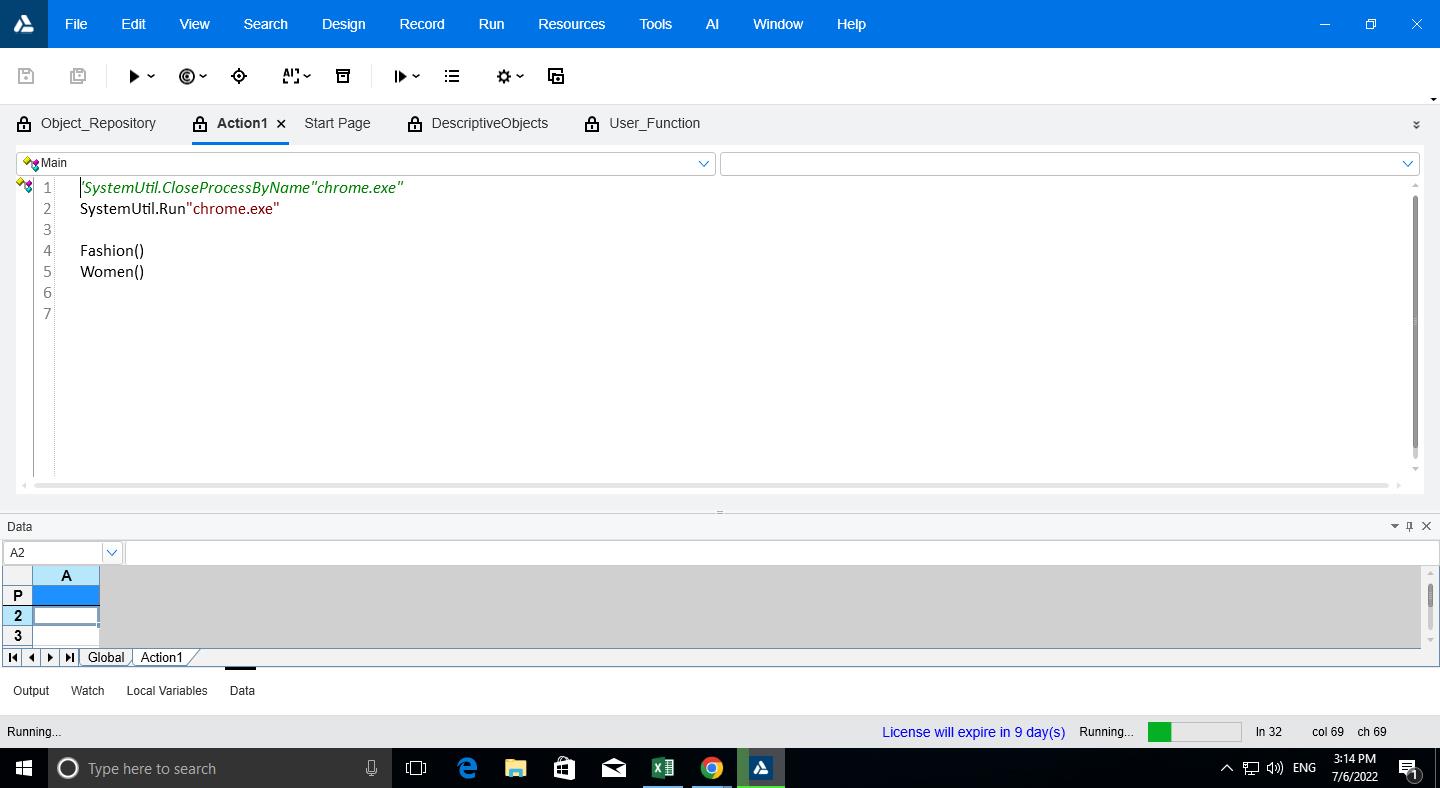 File Edit View Search Design Record Run Resources Tools AI Window Help
AI
Object_Repository Action1 Start Page DescriptiveObjects User_Function
Main
1 'SystemUtil.CloseProcessByName"chrome.exe"
2 SystemUtil.Run"chrome.exe"
3
4 Fashion()
5 Women()
6
7
Data
A2
A
P
2
3
Global Action1
Output Watch Local Variables Data
Running... License will expire in 9 day(s) Running... ln 32 col 69 ch 69
Type here to search ENG 3:14 PM
7/6/2022 1